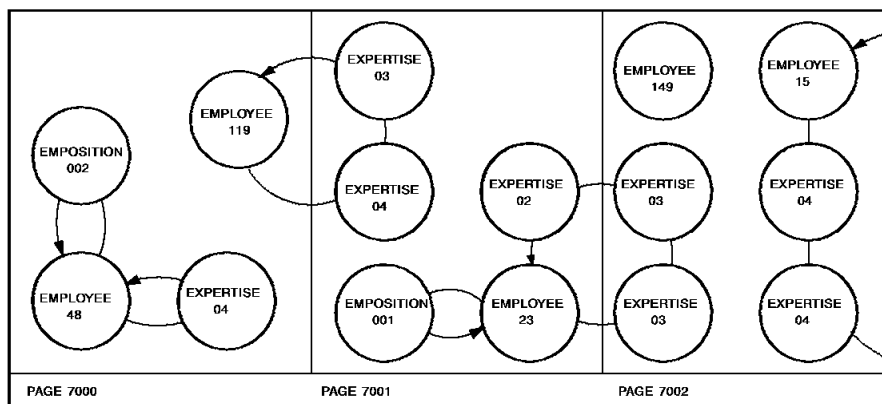 EMPOSITION
002
EMPLOYEE
119
EMPLOYEE
48
EXPERTISE
04
PAGE 7000
EXPERTISE
03
EXPERTISE
04
EXPERTISE
02
EMPOSITION
001
EMPLOYEE
23
PAGE 7001
EMPLOYEE
149
EMPLOYEE
15
EXPERTISE
03
EXPERTISE
04
EXPERTISE
03
EXPERTISE
04
PAGE 7002